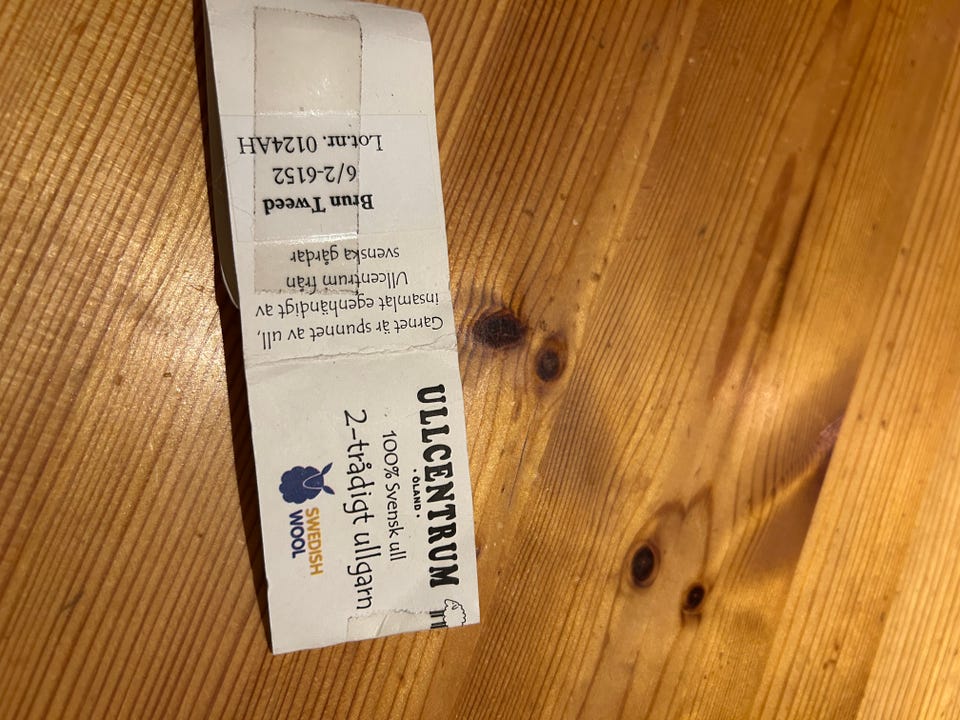 ULLCENTRUM
· ÖLAND ·
100% Svensk ull
2-trådigt ullgarn
SWEDISH
WOOL
Garnet är spunnet av ull,
insamlat egenhändigt av
Ullcentrum från
svenska gårdar
Brun Tweed
6/2-6152
Lot.nr. 0124AH